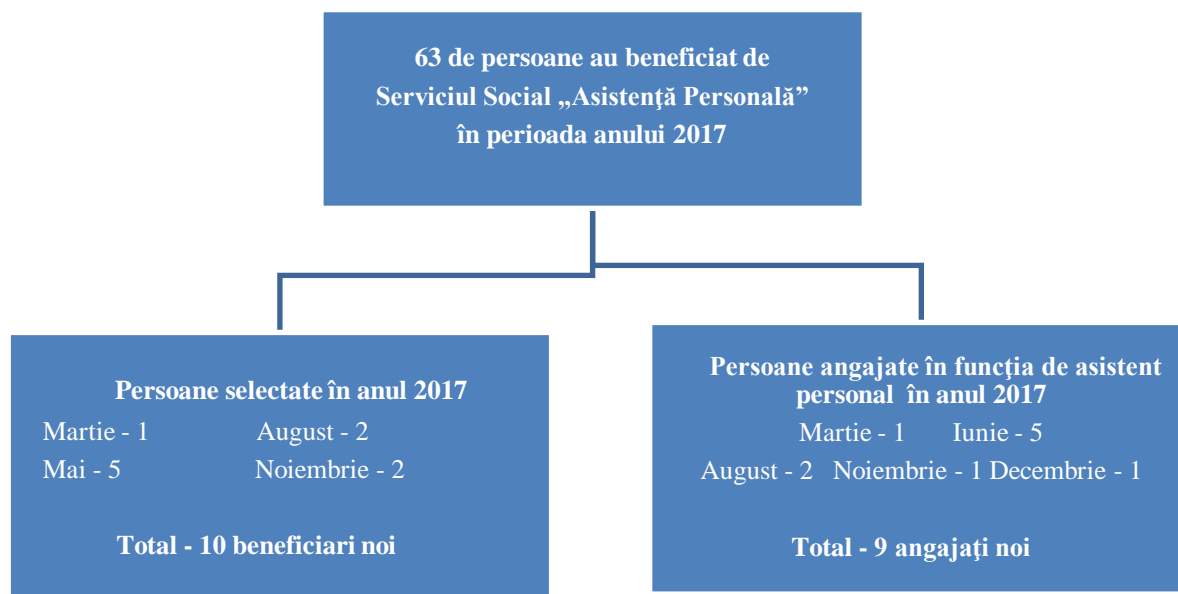 63 de persoane au beneficiat de
Serviciul Social „Asistenţă Personală”
în perioada anului 2017
Persoane selectate în anul 2017
Martie - 1 August - 2
Mai - 5 Noiembrie - 2
Total - 10 beneficiari noi
Persoane angajate în funcţia de asistent
personal în anul 2017
Martie - 1 Iunie - 5
August - 2 Noiembrie - 1 Decembrie - 1
Total - 9 angajaţi noi